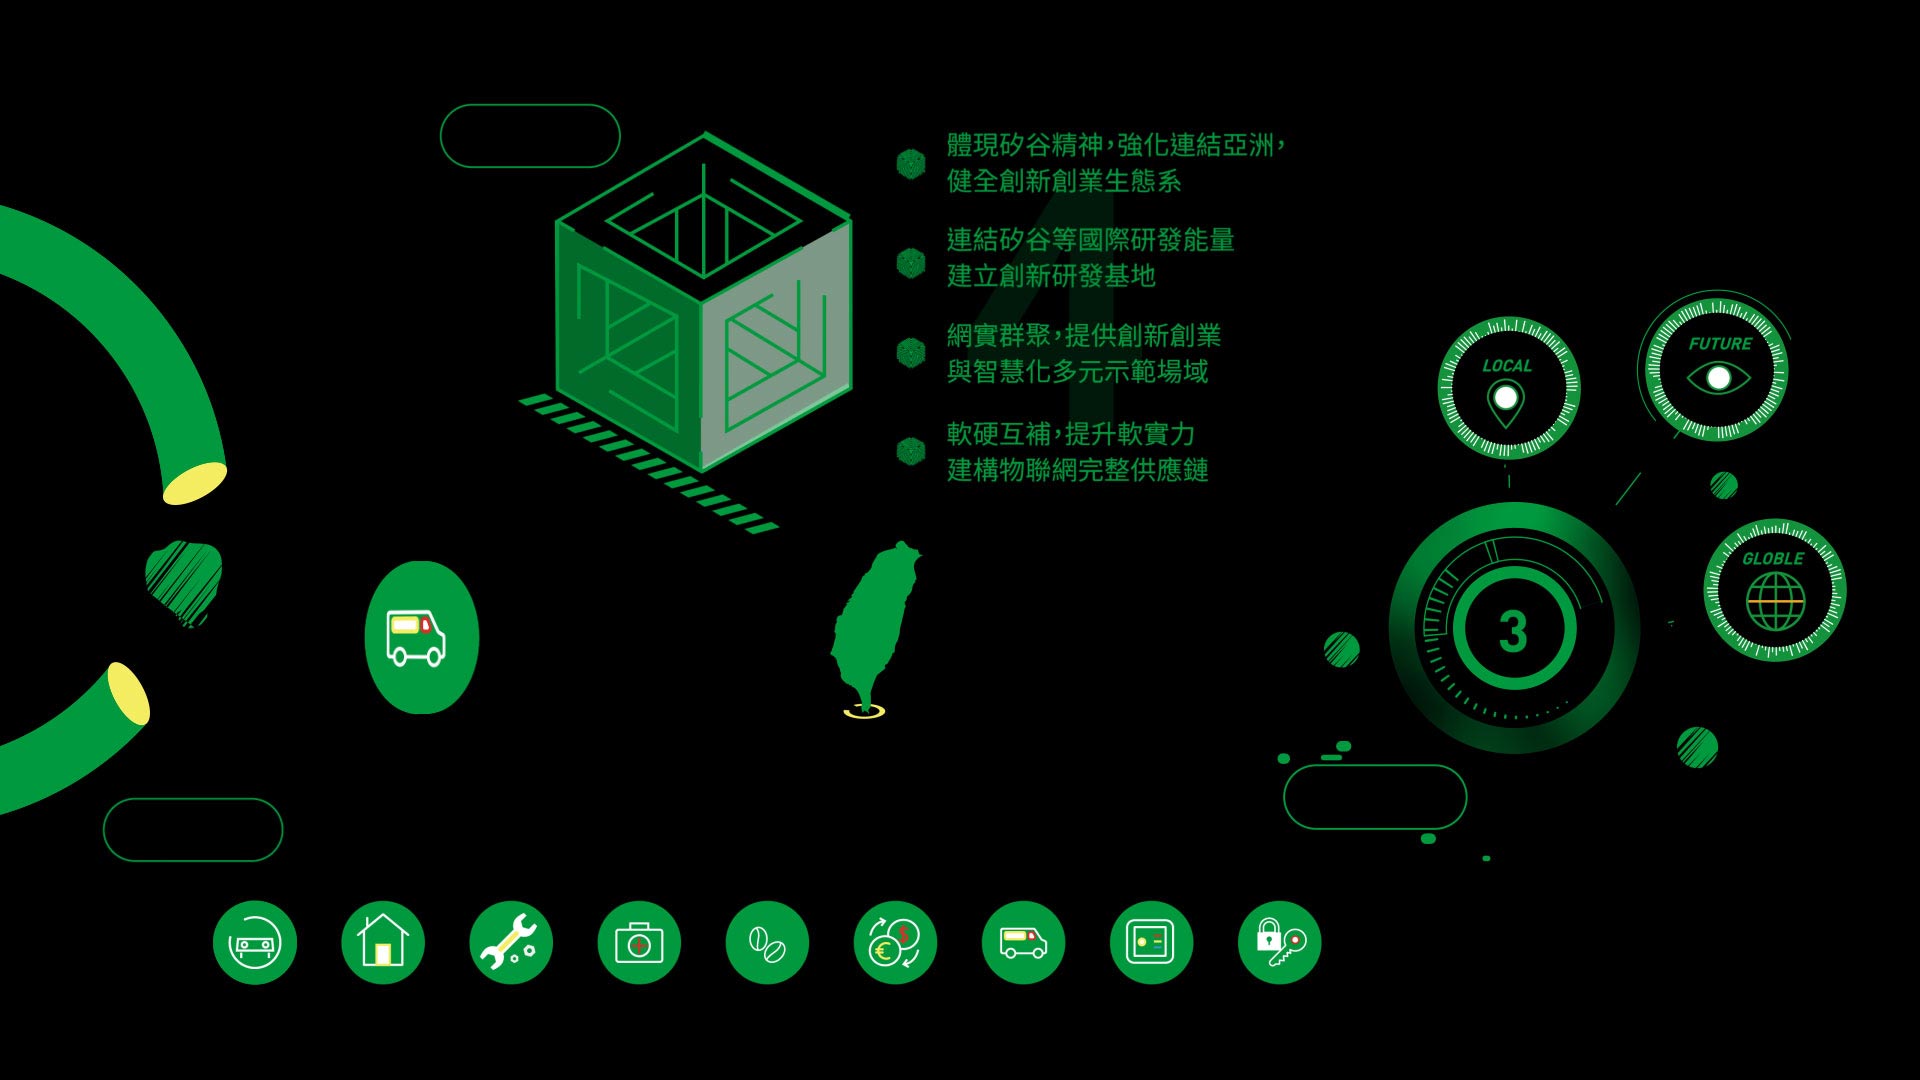 體現矽谷精神,強化連結亞洲,
健全創新創業生態系
連結矽谷等國際研發能量
建立創新研發基地
網實群聚,提供創新創業
與智慧化多元示範場域
軟硬互補,提升軟實力
建構物聯網完整供應鏈
4
LOCAL
FUTURE
GLOBLE
3